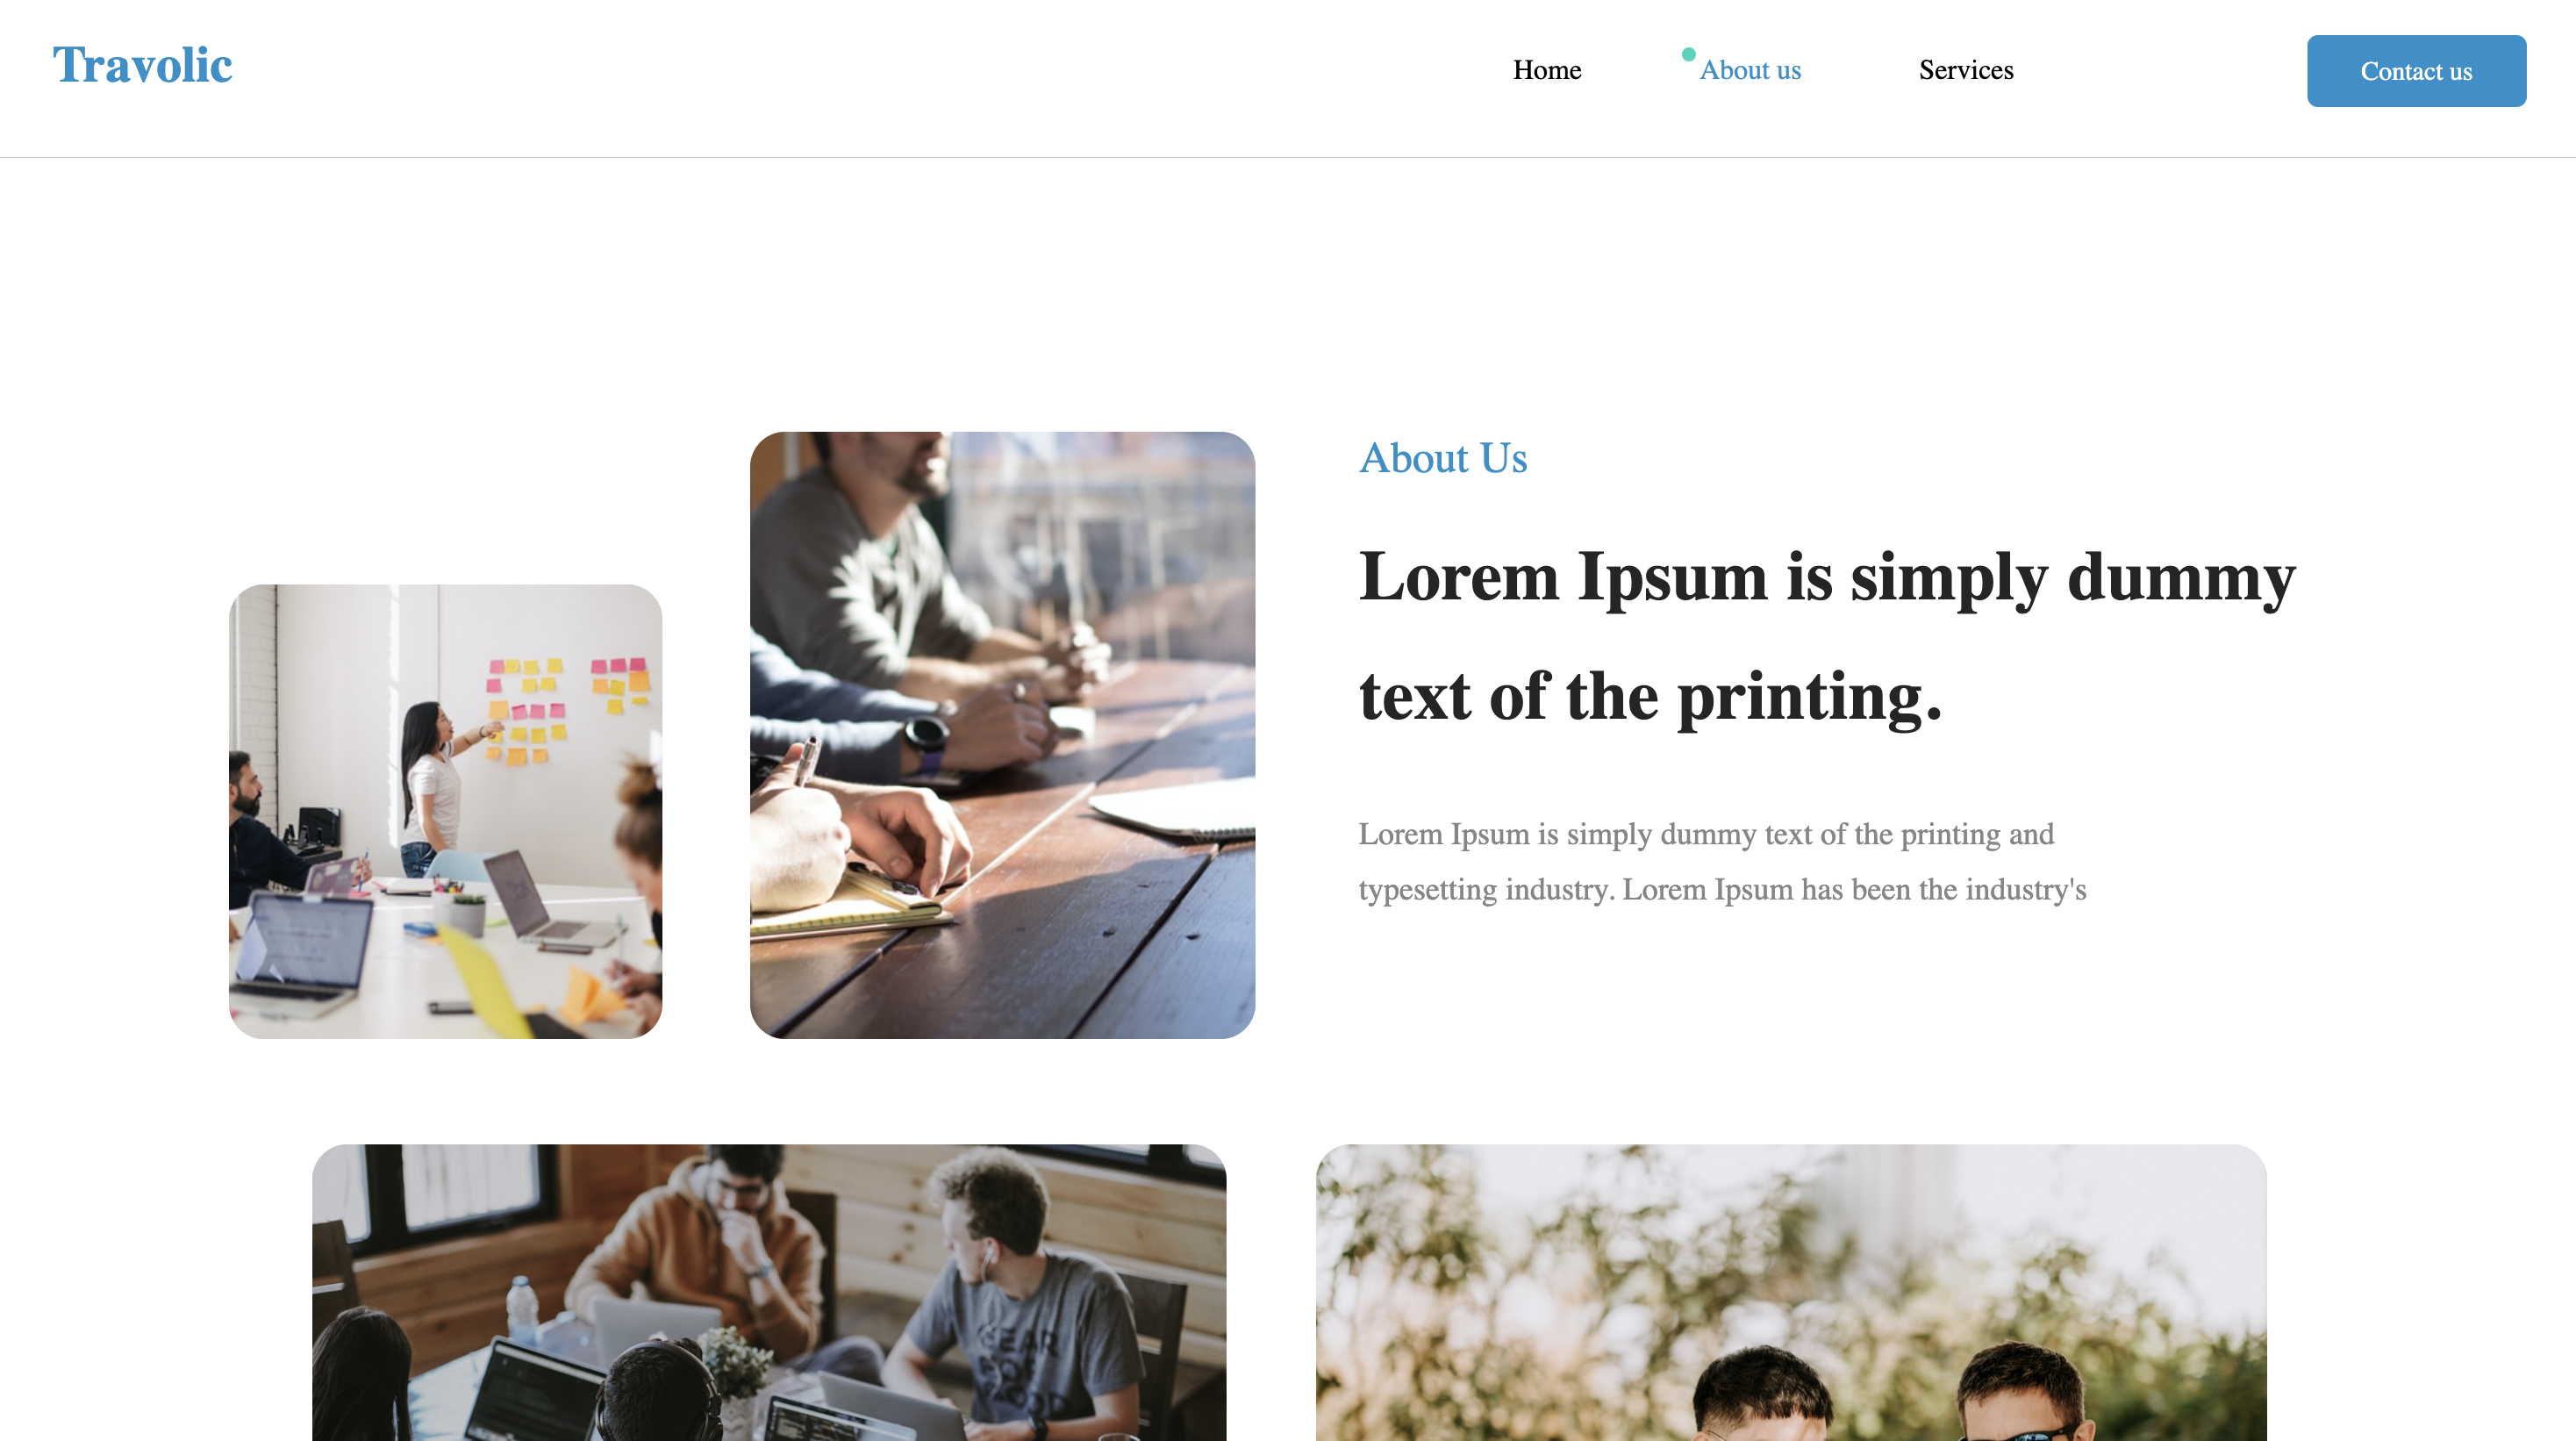 Travolic
Home
About us
Services
Contact us
About Us
Lorem Ipsum is simply dummy
text of the printing.
Lorem Ipsum is simply dummy text of the printing and
typesetting industry. Lorem Ipsum has been the industry's